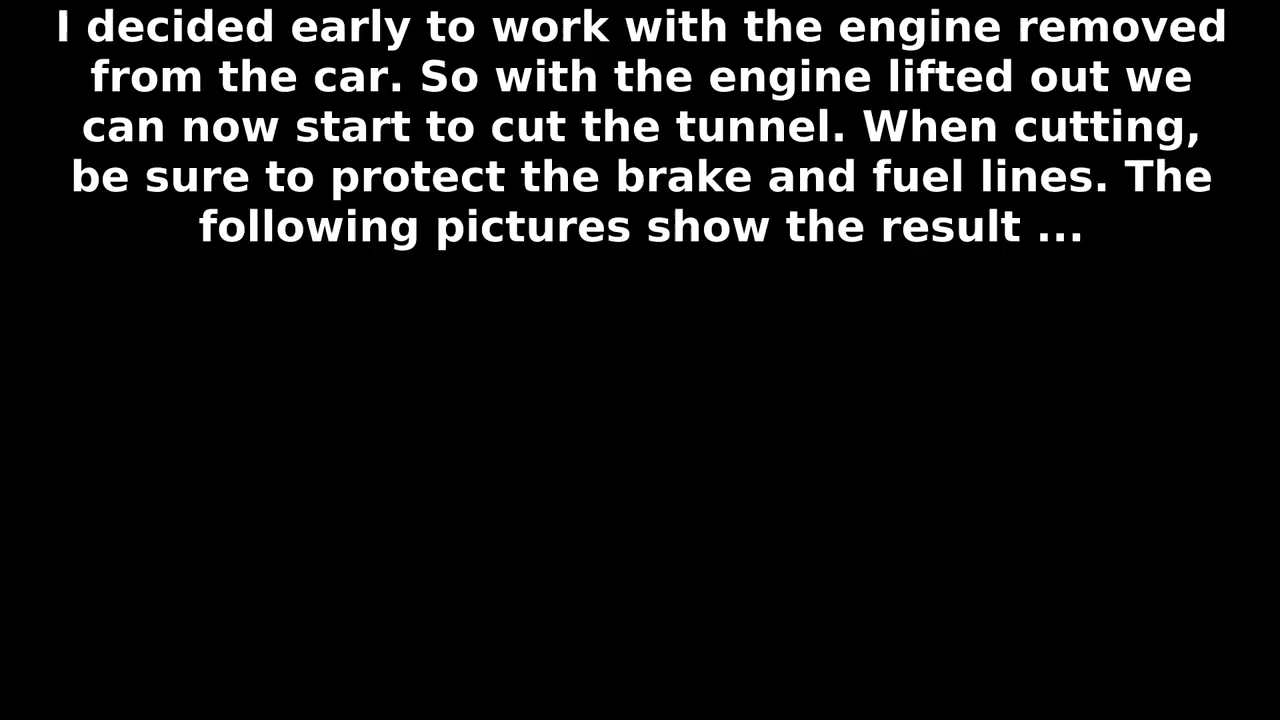 I decided early to work with the engine removed
from the car. So with the engine lifted out we
can now start to cut the tunnel. When cutting,
be sure to protect the brake and fuel lines. The
following pictures show the result ...